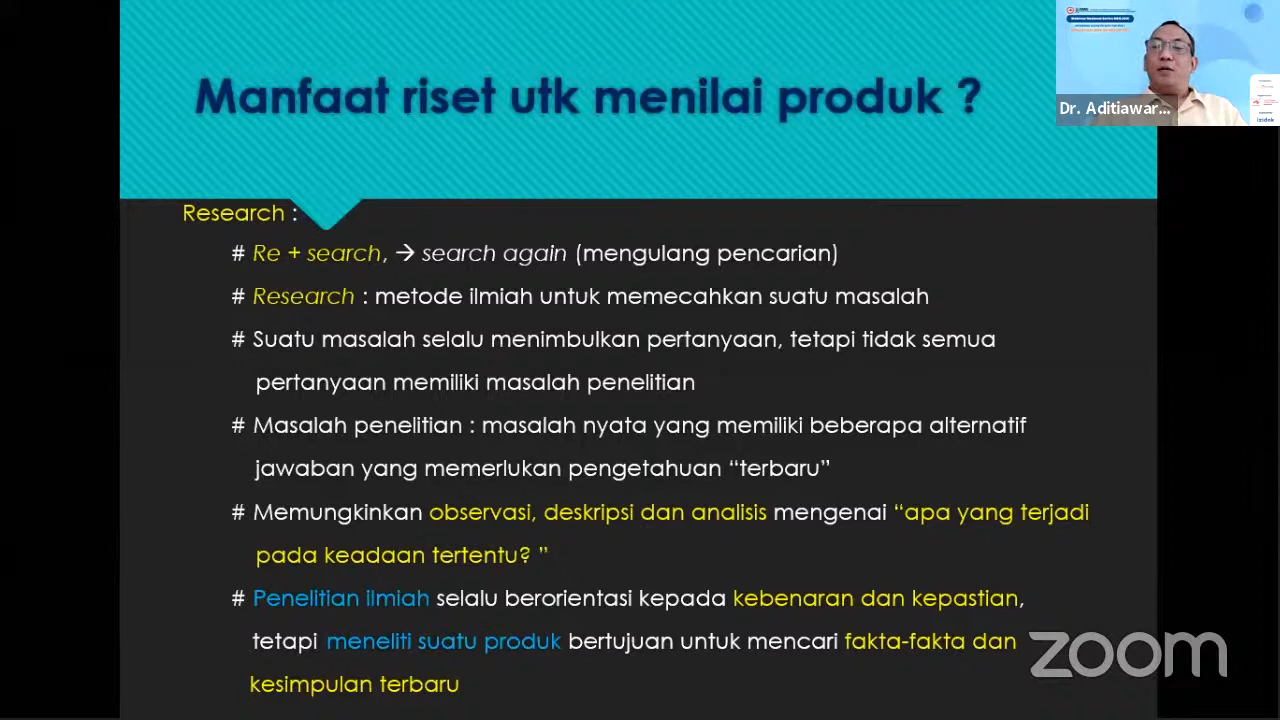 Manfaat riset utk menilai produk ?
Dr. Aditiawar...
izidok
Research :
# Re + search, → search again (mengulang pencarian)
# Research : metode ilmiah untuk memecahkan suatu masalah
# Suatu masalah selalu menimbulkan pertanyaan, tetapi tidak semua
pertanyaan memiliki masalah penelitian
# Masalah penelitian : masalah nyata yang memiliki beberapa alternatif
jawaban yang memerlukan pengetahuan “terbaru”
# Memungkinkan observasi, deskripsi dan analisis mengenai “apa yang terjadi
pada keadaan tertentu? ”
# Penelitian ilmiah selalu berorientasi kepada kebenaran dan kepastian,
tetapi meneliti suatu produk bertujuan untuk mencari fakta-fakta dan
kesimpulan terbaru
zoom